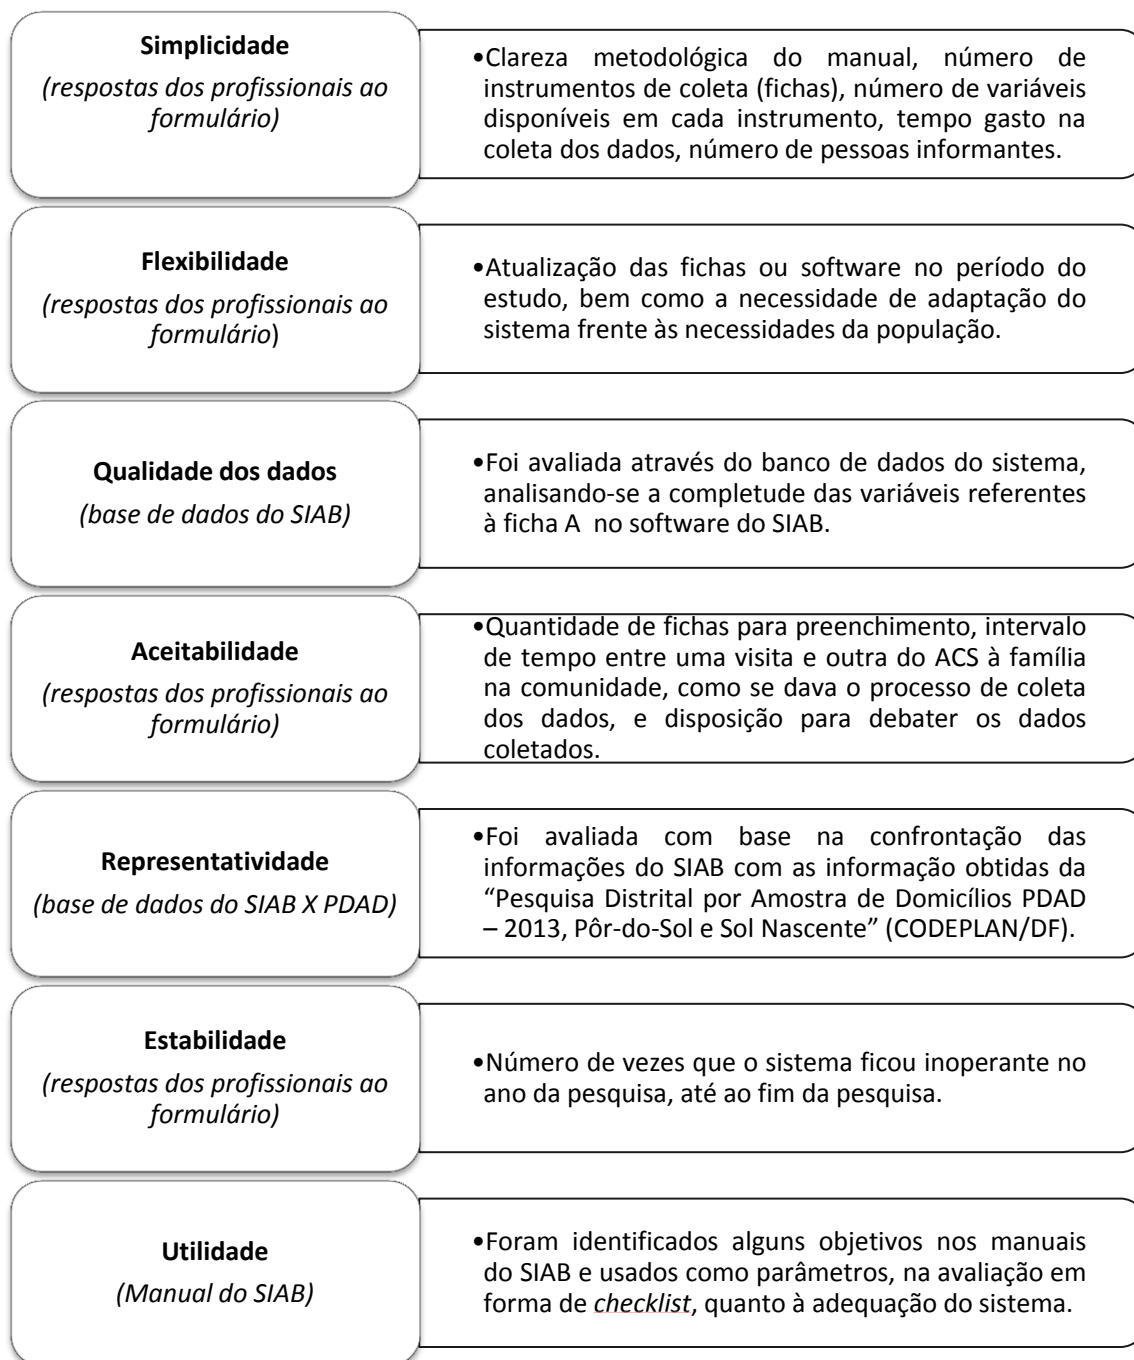 Simplicidade
(respostas dos profissionais ao
formulário)
•Clareza metodológica do manual, número de
instrumentos de coleta (fichas), número de variáveis
disponíveis em cada instrumento, tempo gasto na
coleta dos dados, número de pessoas informantes.
Flexibilidade
(respostas dos profissionais ao
formulário)
•Atualização das fichas ou software no período do
estudo, bem como a necessidade de adaptação do
sistema frente às necessidades da população.
Qualidade dos dados
(base de dados do SIAB)
•Foi avaliada através do banco de dados do sistema,
analisando-se a completude das variáveis referentes
à ficha A no software do SIAB.
Aceitabilidade
(respostas dos profissionais ao
formulário)
•Quantidade de fichas para preenchimento, intervalo
de tempo entre uma visita e outra do ACS à família
na comunidade, como se dava o processo de coleta
dos dados, e disposição para debater os dados
coletados.
Representatividade
(base de dados do SIAB X PDAD)
•Foi avaliada com base na confrontação das
informações do SIAB com as informação obtidas da
“Pesquisa Distrital por Amostra de Domicílios PDAD
– 2013, Pôr-do-Sol e Sol Nascente” (CODEPLAN/DF).
Estabilidade
(respostas dos profissionais ao
formulário)
•Número de vezes que o sistema ficou inoperante no
ano da pesquisa, até ao fim da pesquisa.
Utilidade
(Manual do SIAB)
•Foram identificados alguns objetivos nos manuais
do SIAB e usados como parâmetros, na avaliação em
forma de checklist, quanto à adequação do sistema.